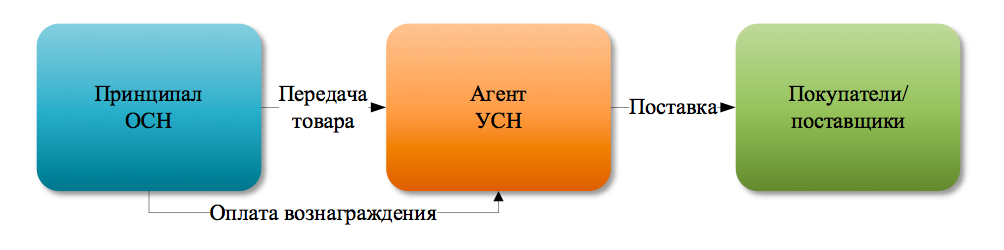 Принципал
ОСН
Передача
товара
Агент
УСН
Поставка
Покупатели/
поставщики
Оплата вознаграждения